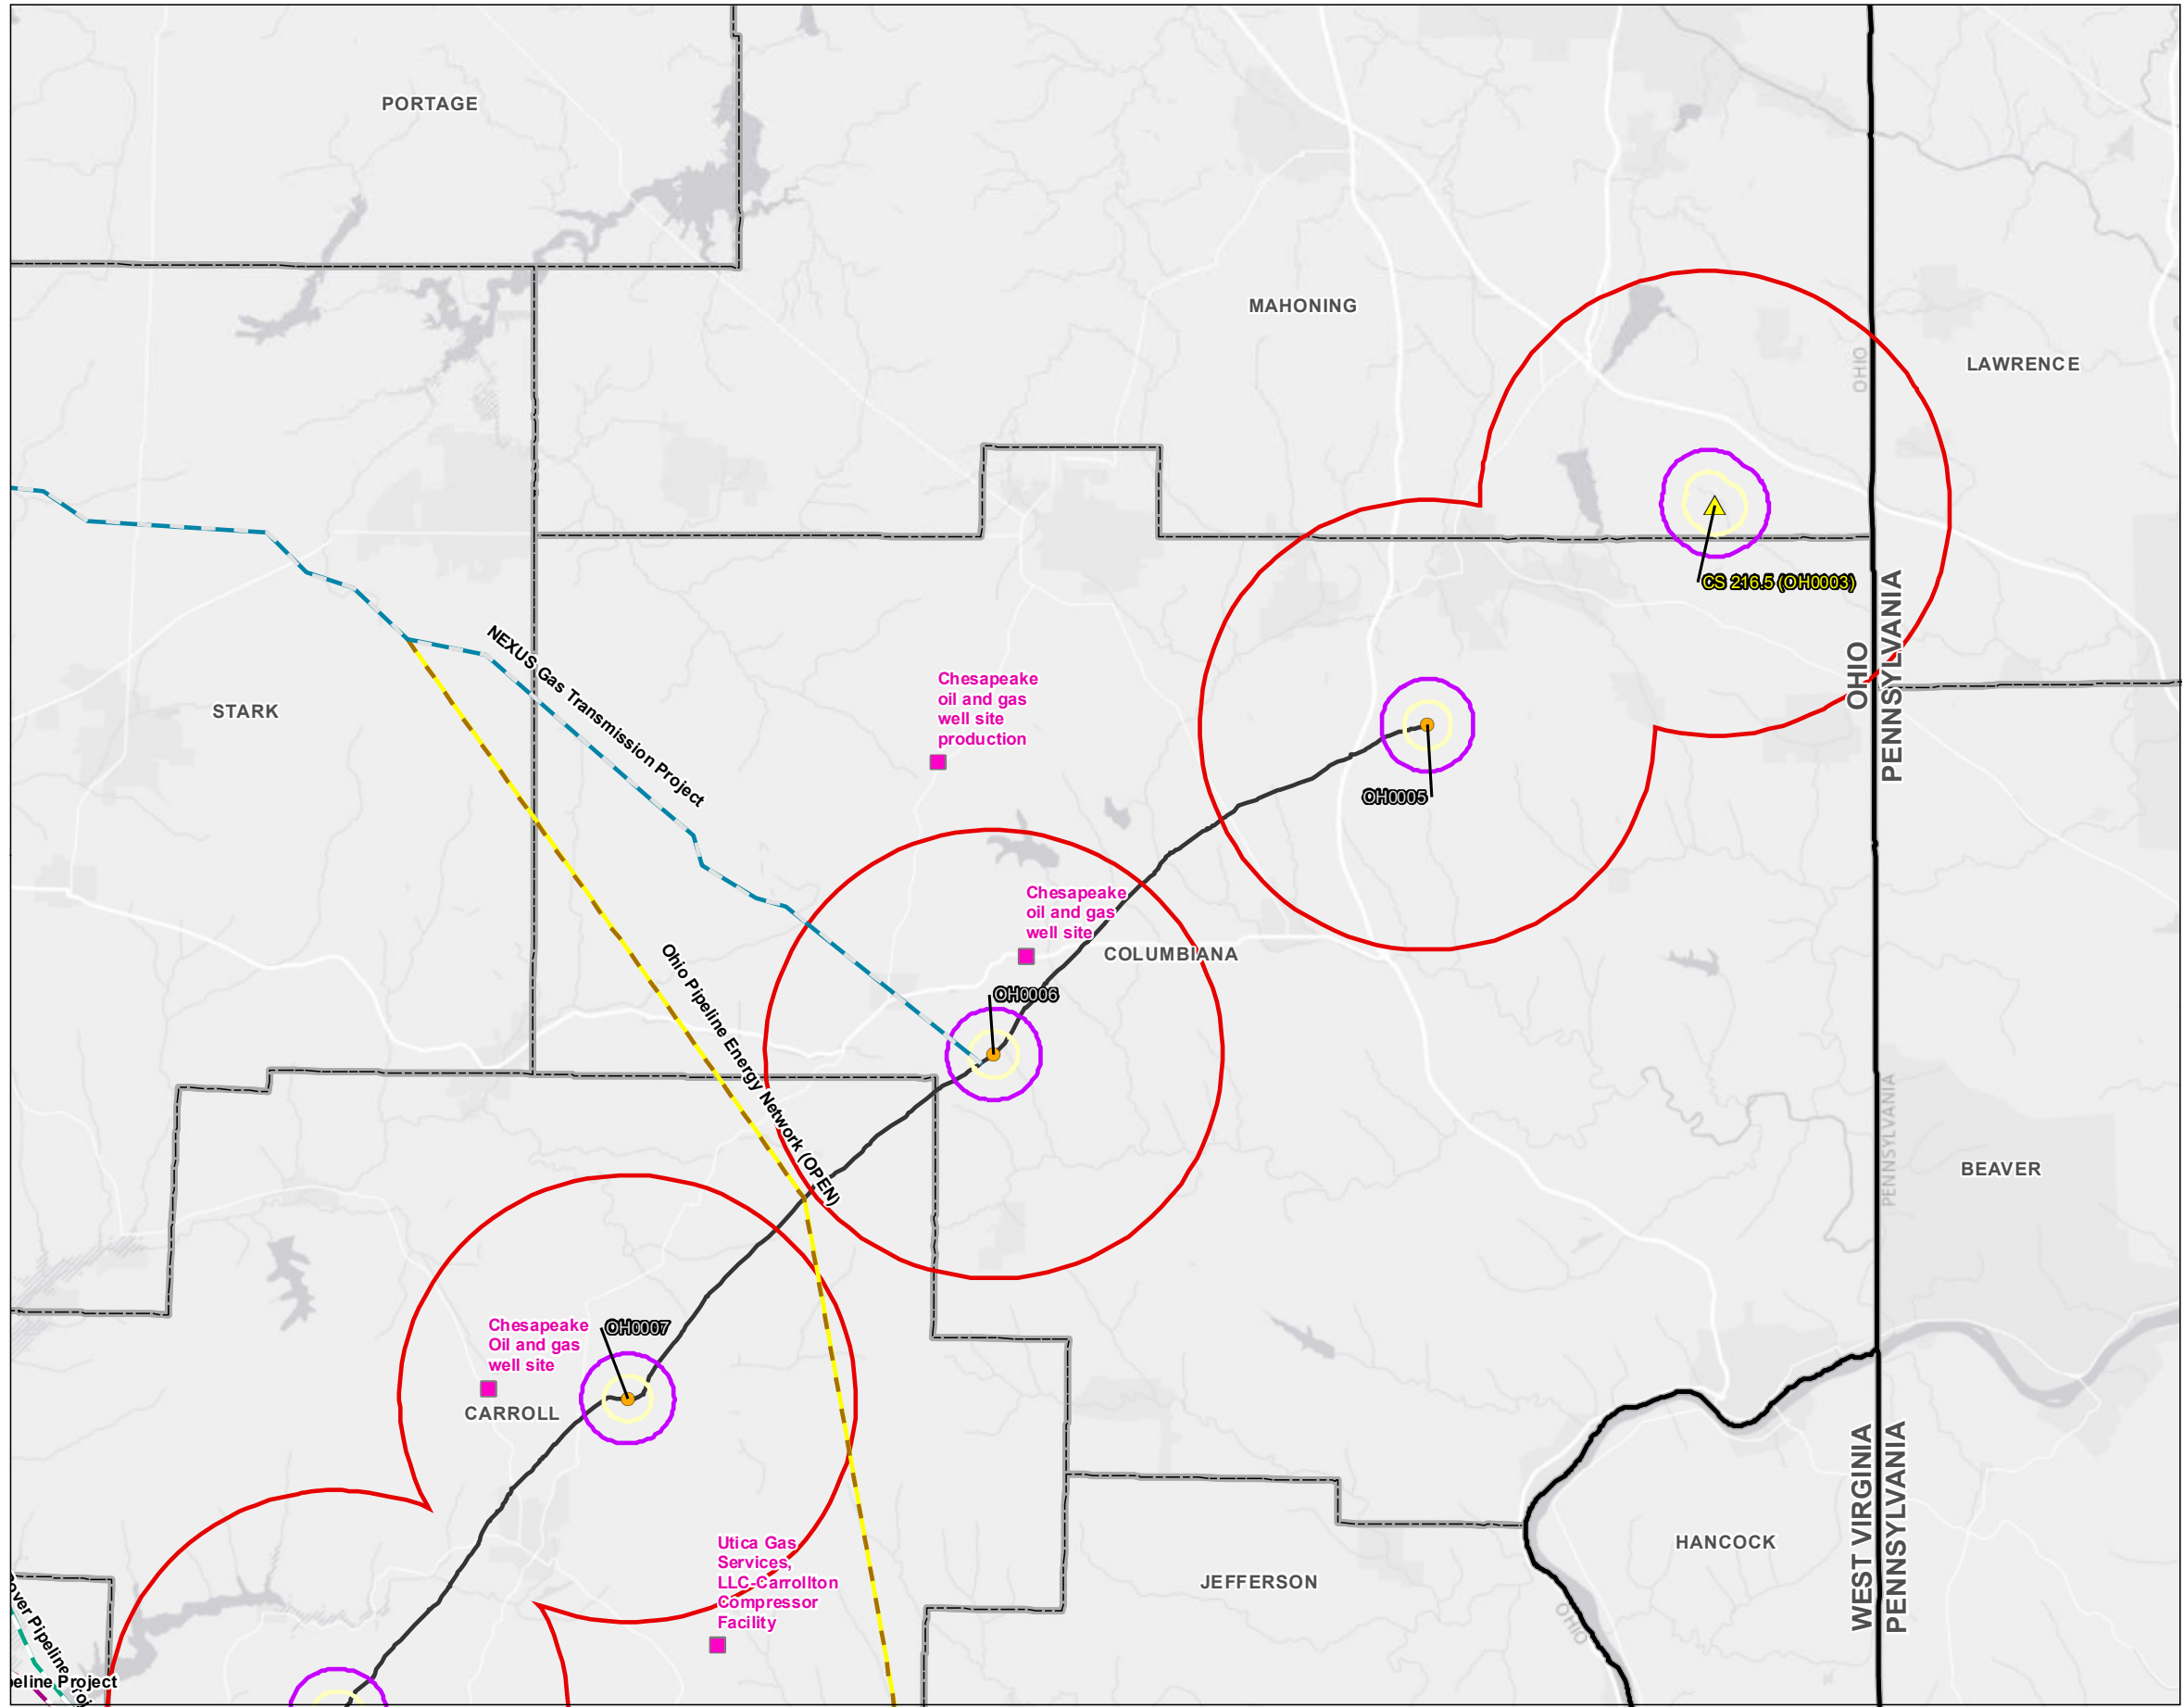 PORTAGE
MAHONING
OHIO
LAWRENCE
CS 216.5 (OH0003)
OHIO
PENNSYLVANIA
NEXUS Gas Transmission Project
STARK
Chesapeake
oil and gas
well site
production
OH0005
Chesapeake
oil and gas
well site
COLUMBIANA
OH0006
Ohio Pipeline Energy Network (OPEN)
PENNSYLVANIA
BEAVER
Chesapeake
Oil and gas
well site
OH0007
CARROLL
WEST VIRGINIA
PENNSYLVANIA
Utica Gas
Services,
LLC-Carrollton
Compressor
Facility
HANCOCK
JEFFERSON
OHIO
over Pipeline Proj
eline Project